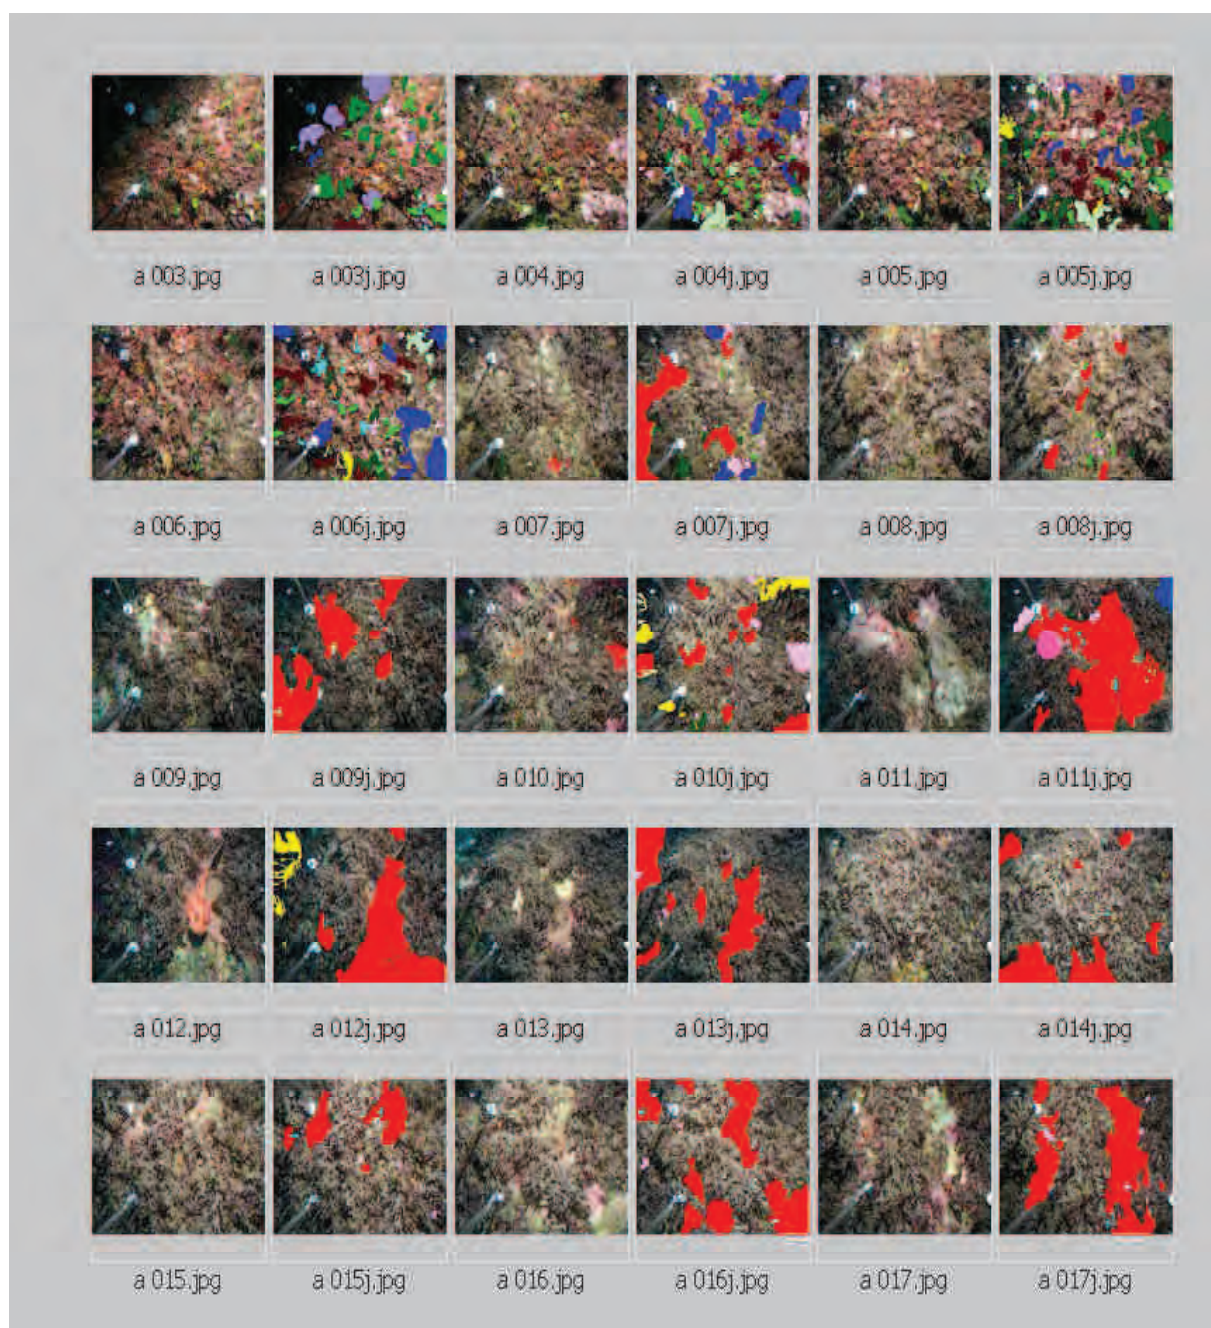 a 003.jpg a 003j.jpg a 004.jpg a 004j.jpg a 005.jpg a 005j.jpg
a 006.jpg a 006j.jpg a 007.jpg a 007j.jpg a 008.jpg a 008j.jpg
a 009.jpg a 009j.jpg a 010.jpg a 010j.jpg a 011.jpg a 011j.jpg
a 012.jpg a 012j.jpg a 013.jpg a 013j.jpg a 014.jpg a 014j.jpg
a 015.jpg a 015j.jpg a 016.jpg a 016j.jpg a 017.jpg a 017j.jpg